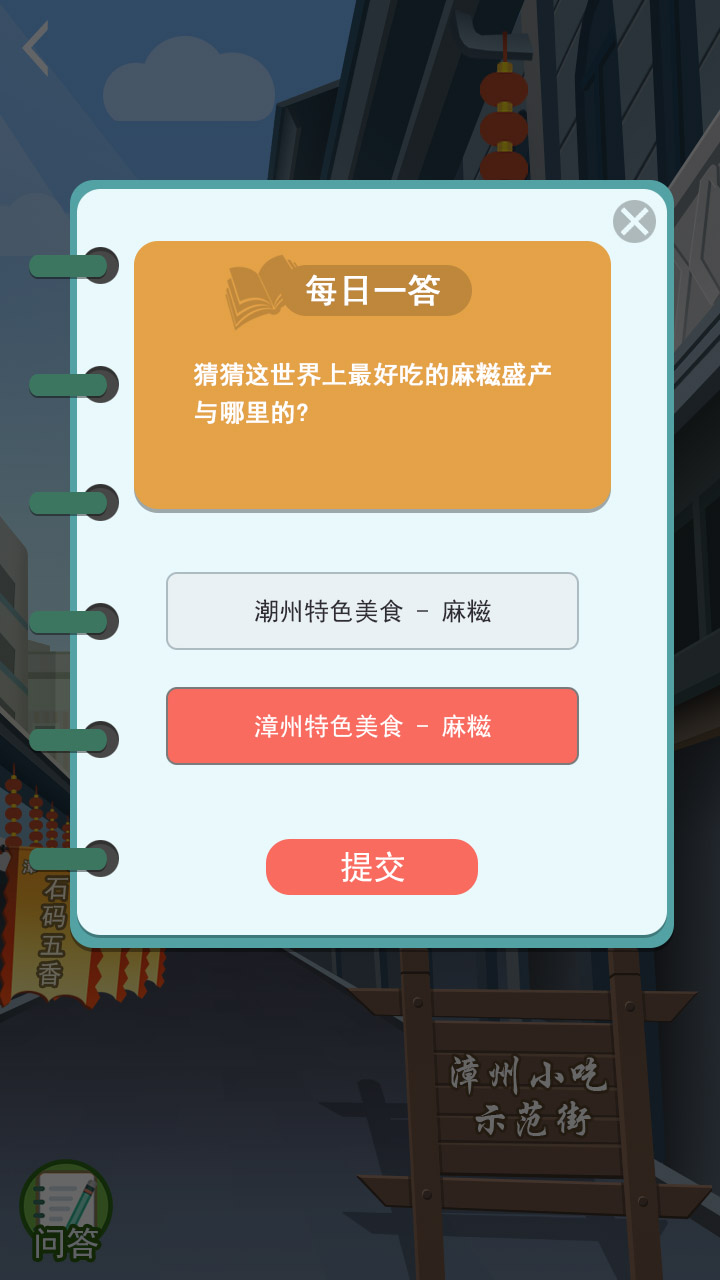 每日一答
猜猜这世界上最好吃的麻糍盛产
与哪里的?
潮州特色美食 - 麻糍
漳州特色美食 - 麻糍
提交
石码五香
漳州小吃
示范街
问答